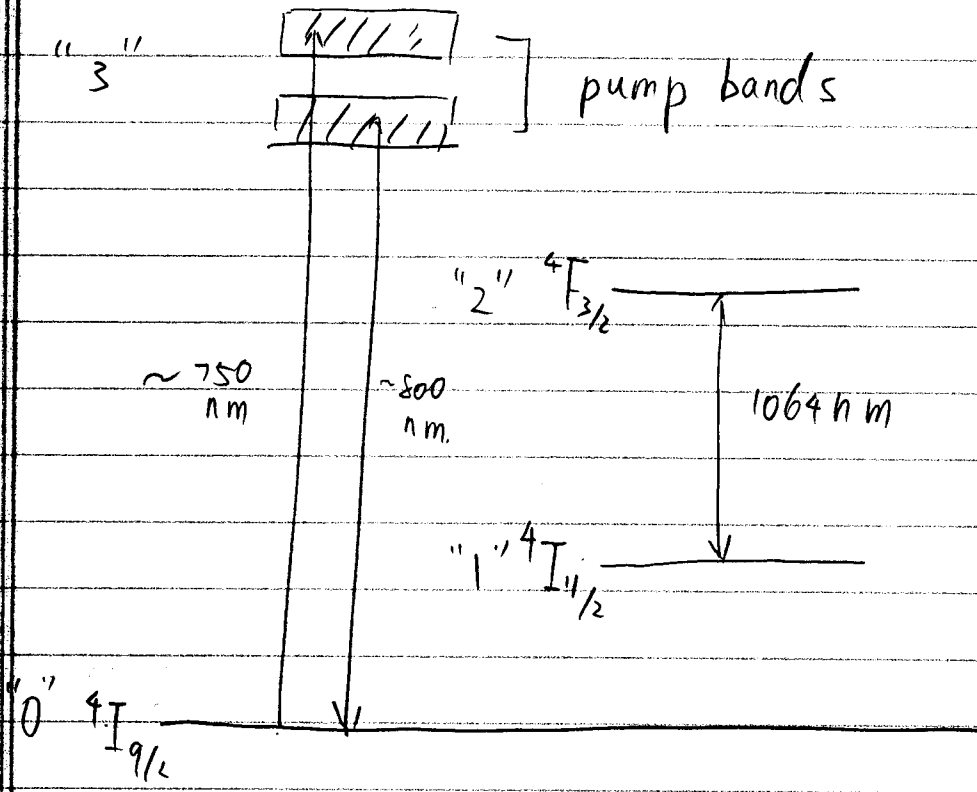 "3"
pump bands
"2" ⁴F₃/₂
~ 750
nm
~800
nm.
1064 nm
"1" ⁴I₁₁/₂
"0" ⁴I₉/₂